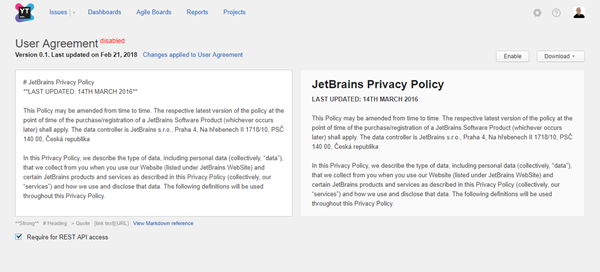 YT
Issues Dashboards Agile Boards Reports Projects
User Agreement disabled
Version 0.1. Last updated on Feb 21, 2018 Changes applied to User Agreement
Enable Download
# JetBrains Privacy Policy
**LAST UPDATED: 14TH MARCH 2016**
This Policy may be amended from time to time. The respective latest version of the policy at the
point of time of the purchase/registration of a JetBrains Software Product (whichever occurs
later) shall apply. The data controller is JetBrains s.r.o., Praha 4, Na Hřebenech II 1718/10, PSČ
140 00, Česká republika
In this Privacy Policy, we describe the type of data, including personal data (collectively, “data”),
that we collect from you when you use our Website (listed under JetBrains WebSite) and
certain JetBrains products and services as described in this Privacy Policy (collectively, our
“services”) and how we use and disclose that data. The following definitions will be used
throughout this Privacy Policy.
JetBrains Privacy Policy
LAST UPDATED: 14TH MARCH 2016
This Policy may be amended from time to time. The respective latest version of the policy at the
point of time of the purchase/registration of a JetBrains Software Product (whichever occurs
later) shall apply. The data controller is JetBrains s.r.o., Praha 4, Na Hřebenech II 1718/10, PSČ
140 00, Česká republika
In this Privacy Policy, we describe the type of data, including personal data (collectively, “data”),
that we collect from you when you use our Website (listed under JetBrains WebSite) and
certain JetBrains products and services as described in this Privacy Policy (collectively, our
“services”) and how we use and disclose that data. The following definitions will be used
throughout this Privacy Policy.
**Strong** # Heading > Quote [link text](URL) View Markdown reference
Require for REST API access